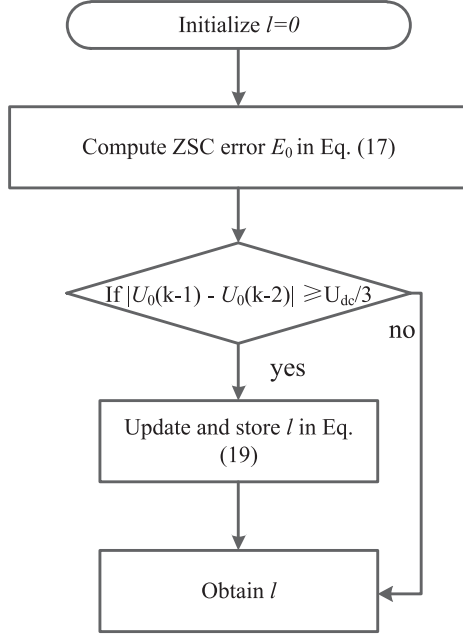 Initialize l=0
Compute ZSC error E₀ in Eq. (17)
If |U₀(k-1) - U₀(k-2)| ≥U_dc/3
no
yes
Update and store l in Eq.
(19)
Obtain l